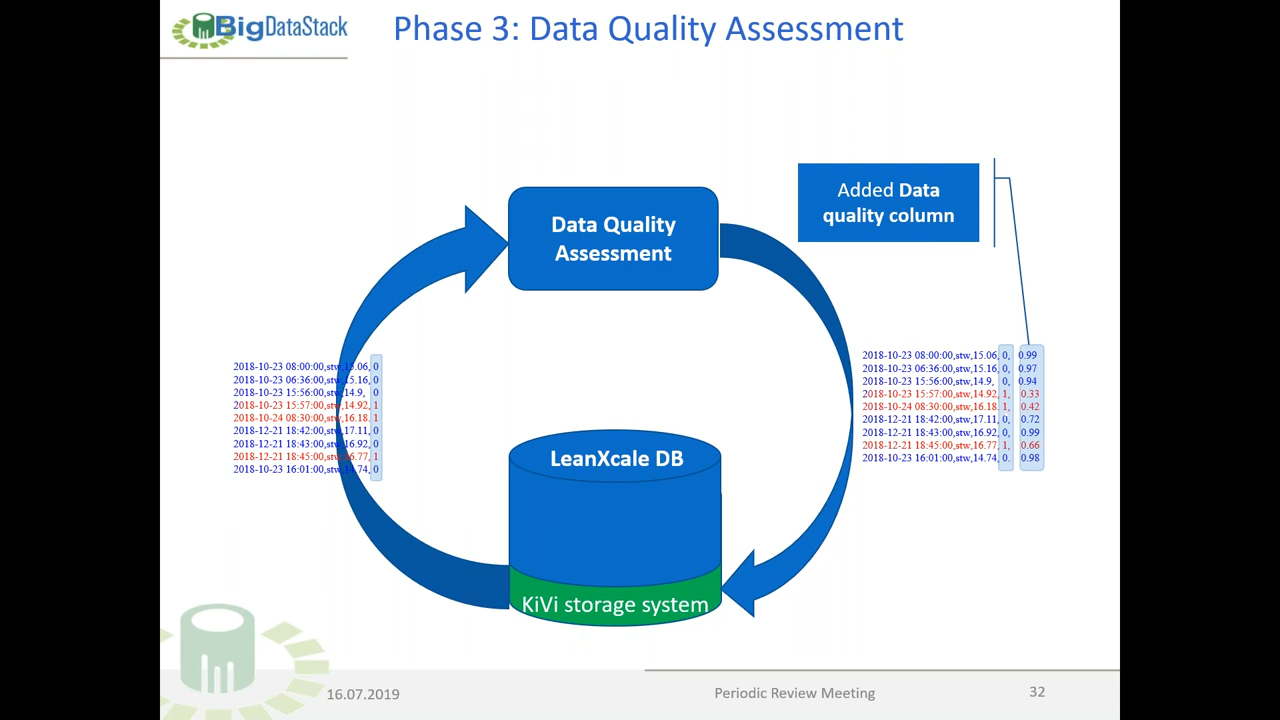 BigDataStack
Phase 3: Data Quality Assessment
Added Data
quality column
Data Quality
Assessment
2018-10-23 08:00:00,stw,15.06, 0
2018-10-23 06:36:00,stw,15.16, 0
2018-10-23 15:56:00,stw,14.9, 0
2018-10-23 15:57:00,stw,14.92, 1
2018-10-24 08:30:00,stw,16.18. 1
2018-12-21 18:42:00,stw,17.11, 0
2018-12-21 18:43:00,stw,16.92, 0
2018-12-21 18:45:00,stw,16.77, 1
2018-10-23 16:01:00,stw,14.74, 0
2018-10-23 08:00:00,stw,15.06, 0, 0.99
2018-10-23 06:36:00,stw,15.16, 0, 0.97
2018-10-23 15:56:00,stw,14.9, 0, 0.94
2018-10-23 15:57:00,stw,14.92, 1, 0.33
2018-10-24 08:30:00,stw,16.18. 1, 0.42
2018-12-21 18:42:00,stw,17.11, 0, 0.72
2018-12-21 18:43:00,stw,16.92, 0, 0.99
2018-12-21 18:45:00,stw,16.77, 1, 0.66
2018-10-23 16:01:00,stw,14.74, 0. 0.98
LeanXcale DB
KiVi storage system
16.07.2019
Periodic Review Meeting
32